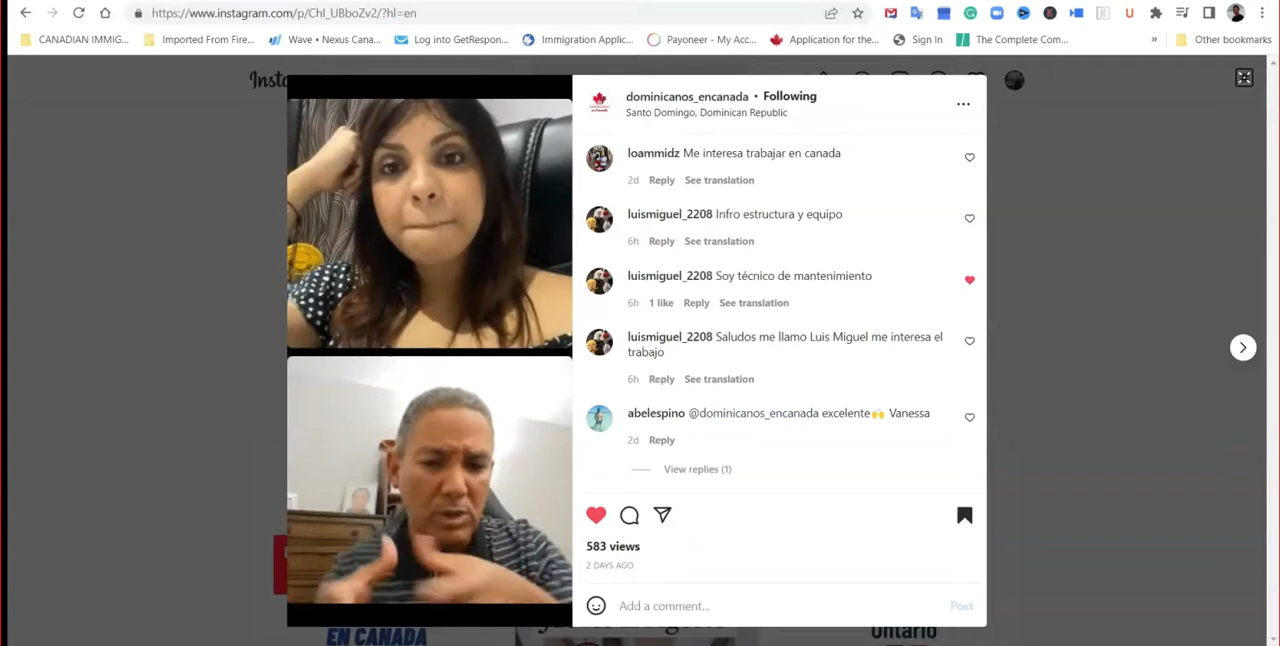 https://www.instagram.com/p/ChI_UBboZv2/?hl=en
CANADIAN IMMIG...
Imported From Fire...
Wave • Nexus Cana...
Log into GetRespon...
Immigration Applic...
Payoneer - My Acc...
Application for the...
Sign In
The Complete Com...
»
Other bookmarks
Insta
dominicanos_encanada • Following
Santo Domingo, Dominican Republic
loammidz Me interesa trabajar en canada
2d Reply See translation
luismiguel_2208 Infro estructura y equipo
6h Reply See translation
luismiguel_2208 Soy técnico de mantenimiento
6h 1 like Reply See translation
luismiguel_2208 Saludos me llamo Luis Miguel me interesa el
trabajo
6h Reply See translation
abelespino @dominicanos_encanada excelente🙌 Vanessa
2d Reply
View replies (1)
583 views
2 DAYS AGO
Add a comment...
Post
EN CANADA
Ontario